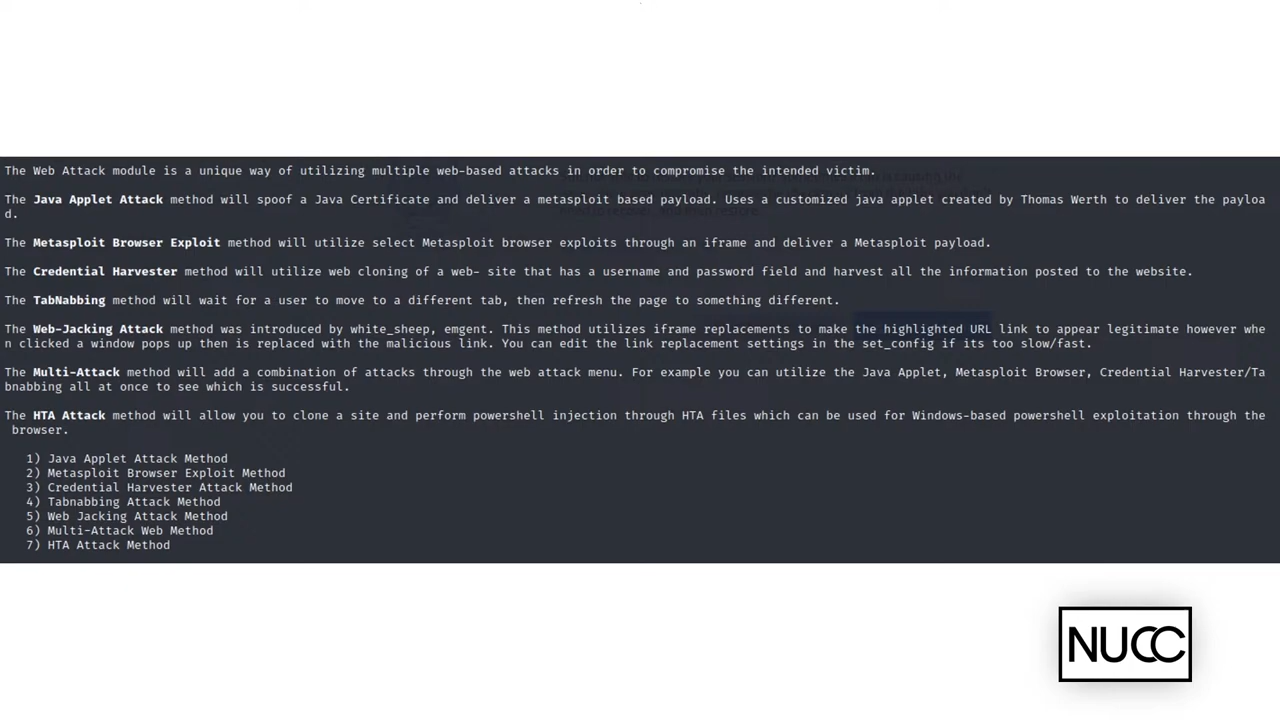 The Web Attack module is a unique way of utilizing multiple web-based attacks in order to compromise the intended victim.
The Java Applet Attack method will spoof a Java Certificate and deliver a metasploit based payload. Uses a customized java applet created by Thomas Werth to deliver the payloa
d.
The Metasploit Browser Exploit method will utilize select Metasploit browser exploits through an iframe and deliver a Metasploit payload.
The Credential Harvester method will utilize web cloning of a web- site that has a username and password field and harvest all the information posted to the website.
The TabNabbing method will wait for a user to move to a different tab, then refresh the page to something different.
The Web-Jacking Attack method was introduced by white_sheep, emgent. This method utilizes iframe replacements to make the highlighted URL link to appear legitimate however whe
n clicked a window pops up then is replaced with the malicious link. You can edit the link replacement settings in the set_config if its too slow/fast.
The Multi-Attack method will add a combination of attacks through the web attack menu. For example you can utilize the Java Applet, Metasploit Browser, Credential Harvester/Ta
bnabbing all at once to see which is successful.
The HTA Attack method will allow you to clone a site and perform powershell injection through HTA files which can be used for Windows-based powershell exploitation through the
browser.
1) Java Applet Attack Method
2) Metasploit Browser Exploit Method
3) Credential Harvester Attack Method
4) Tabnabbing Attack Method
5) Web Jacking Attack Method
6) Multi-Attack Web Method
7) HTA Attack Method
NUCC